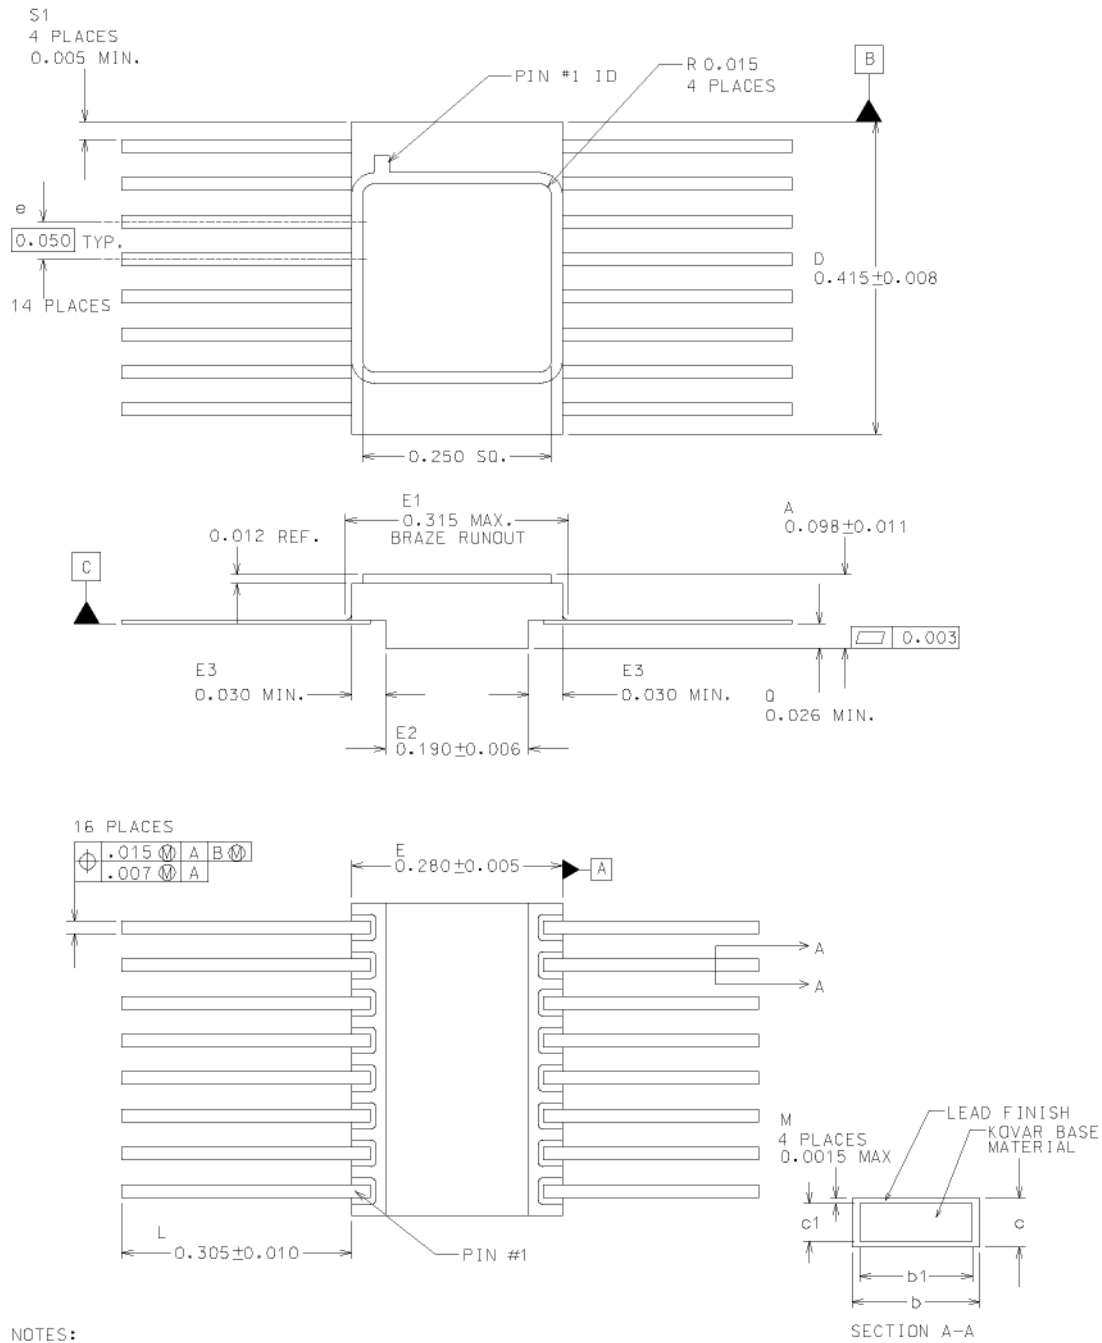 S1
4 PLACES
0.005 MIN.
PIN #1 ID
R 0.015
4 PLACES
B
e
0.050 TYP.
14 PLACES
D
0.415±0.008
0.250 SQ.
E1
0.315 MAX.
BRAZE RUNOUT
0.012 REF.
A
0.098±0.011
C
0.003
E3
0.030 MIN.
E3
0.030 MIN.
Q
0.026 MIN.
E2
0.190±0.006
16 PLACES
.015 Ⓜ A B Ⓜ
.007 Ⓜ A
E
0.280±0.005
A
A
A
L
0.305±0.010
PIN #1
M
4 PLACES
0.0015 MAX
LEAD FINISH
KOVAR BASE
MATERIAL
c1
c
b1
b
SECTION A-A
NOTES: